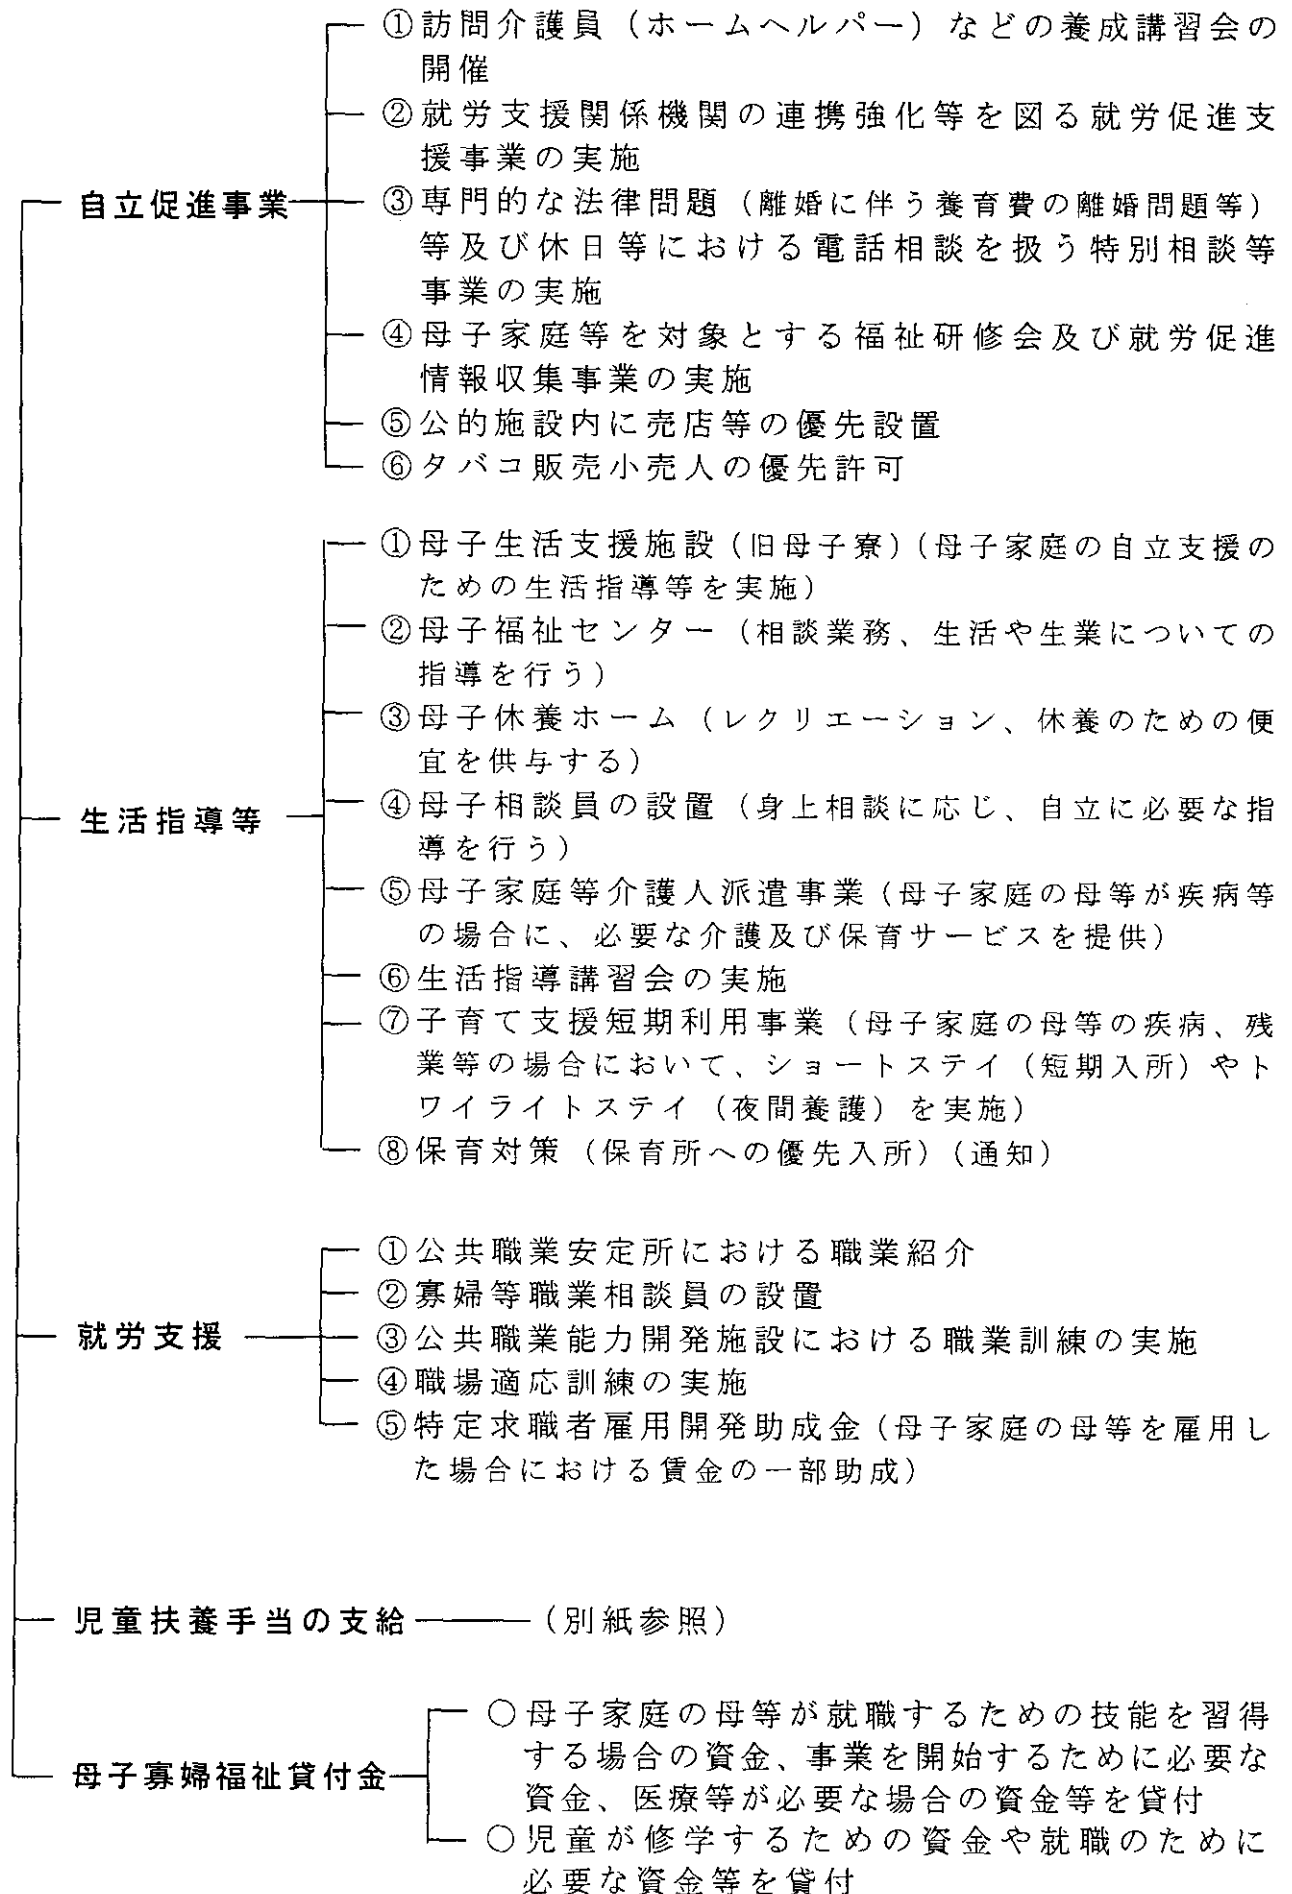 自立促進事業
①訪問介護員（ホームヘルパー）などの養成講習会の
開催
②就労支援関係機関の連携強化等を図る就労促進支
援事業の実施
③専門的な法律問題（離婚に伴う養育費の離婚問題等）
等及び休日等における電話相談を扱う特別相談等
事業の実施
④母子家庭等を対象とする福祉研修会及び就労促進
情報収集事業の実施
⑤公的施設内に売店等の優先設置
⑥タバコ販売小売人の優先許可
生活指導等
①母子生活支援施設（旧母子寮）（母子家庭の自立支援の
ための生活指導等を実施）
②母子福祉センター（相談業務、生活や生業についての
指導を行う）
③母子休養ホーム（レクリエーション、休養のための便
宜を供与する）
④母子相談員の設置（身上相談に応じ、自立に必要な指
導を行う）
⑤母子家庭等介護人派遣事業（母子家庭の母等が疾病等
の場合に、必要な介護及び保育サービスを提供）
⑥生活指導講習会の実施
⑦子育て支援短期利用事業（母子家庭の母等の疾病、残
業等の場合において、ショートステイ（短期入所）やト
ワイライトステイ（夜間養護）を実施）
⑧保育対策（保育所への優先入所）（通知）
就労支援
①公共職業安定所における職業紹介
②寡婦等職業相談員の設置
③公共職業能力開発施設における職業訓練の実施
④職場適応訓練の実施
⑤特定求職者雇用開発助成金（母子家庭の母等を雇用し
た場合における賃金の一部助成）
児童扶養手当の支給
（別紙参照）
母子寡婦福祉貸付金
○母子家庭の母等が就職するための技能を習得
する場合の資金、事業を開始するために必要な
資金、医療等が必要な場合の資金等を貸付
○児童が修学するための資金や就職のために
必要な資金等を貸付